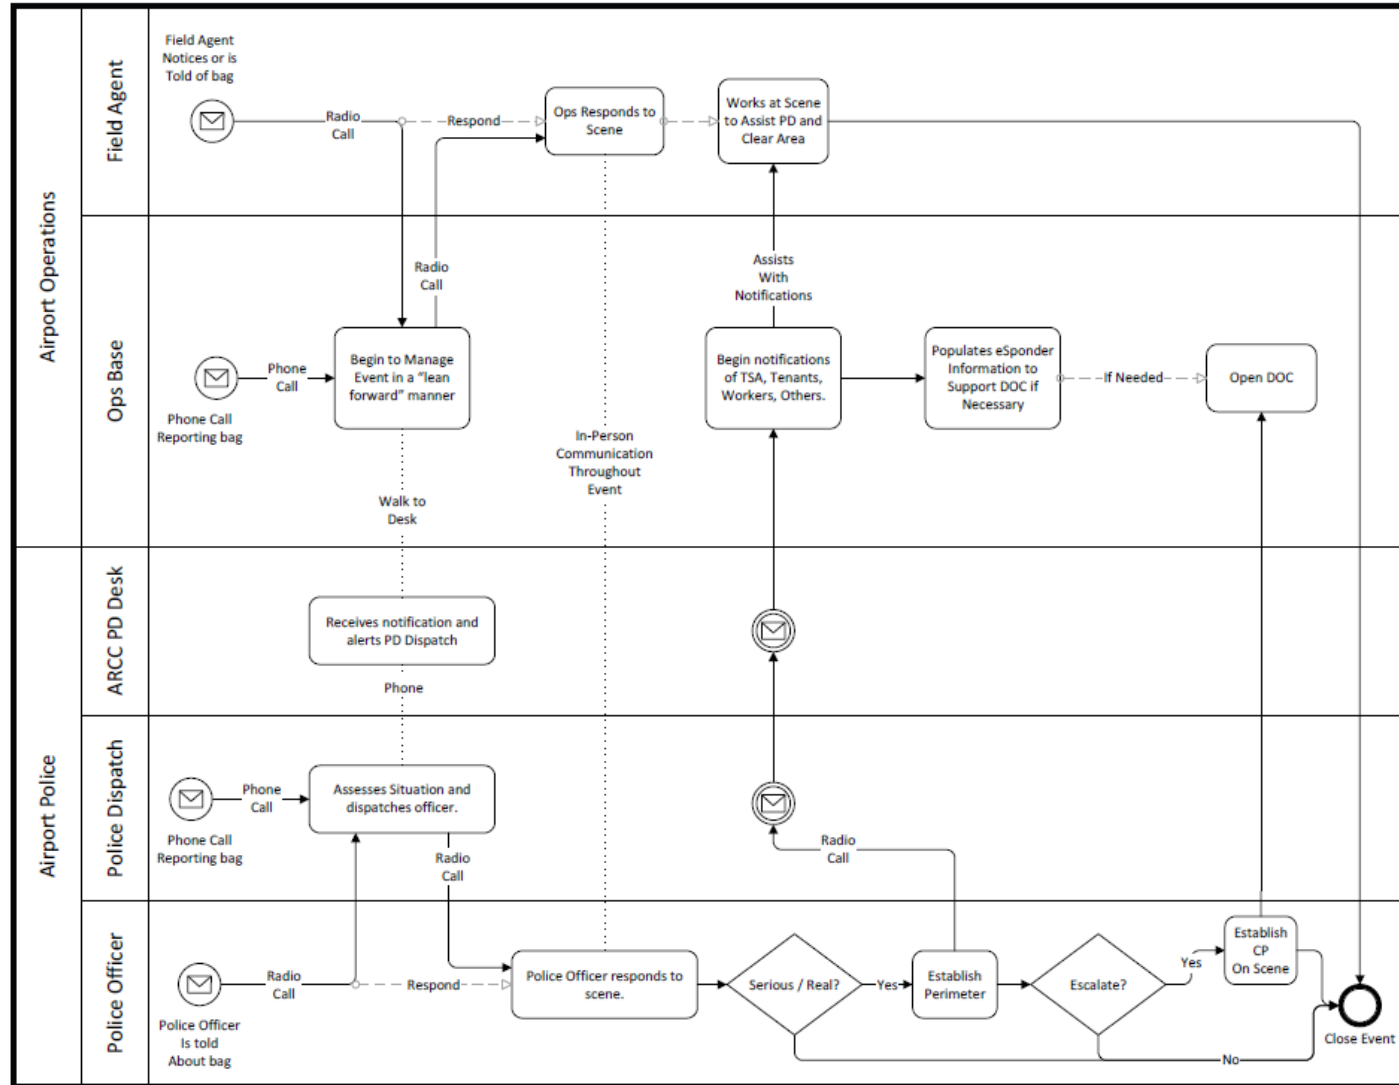 Airport Operations
Field Agent
Field Agent
Notices or is
Told of bag
Radio
Call
Respond
Ops Responds to
Scene
Works at Scene
to Assist PD and
Clear Area
Ops Base
Radio
Call
Assists
With
Notifications
Phone
Call
Phone Call
Reporting bag
Begin to Manage
Event in a “lean
forward” manner
Begin notifications
of TSA, Tenants,
Workers, Others.
Populates eSponder
Information to
Support DOC if
Necessary
If Needed
Open DOC
In-Person
Communication
Throughout
Event
Walk to
Desk
Airport Police
ARCC PD Desk
Receives notification and
alerts PD Dispatch
Phone
Police Dispatch
Phone
Call
Phone Call
Reporting bag
Assesses Situation and
dispatches officer.
Radio
Call
Radio
Call
Police Officer
Radio
Call
Police Officer
Is told
About bag
Respond
Police Officer responds to
scene.
Serious / Real?
Yes
Establish
Perimeter
Escalate?
Yes
Establish
CP
On Scene
No
Close Event